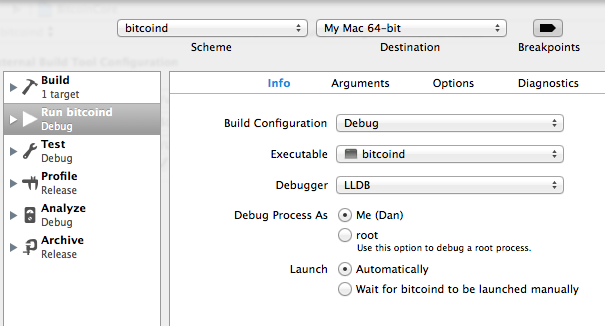 bitcoind
My Mac 64-bit
Scheme
Destination
Breakpoints
Build
1 target
Run bitcoind
Debug
Test
Debug
Profile
Release
Analyze
Debug
Archive
Release
Info
Arguments
Options
Diagnostics
Build Configuration
Debug
Executable
bitcoind
Debugger
LLDB
Debug Process As
Me (Dan)
root
Use this option to debug a root process.
Launch
Automatically
Wait for bitcoind to be launched manually